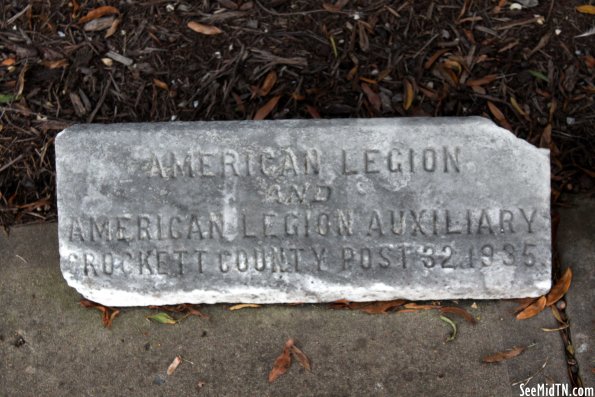 AMERICAN LEGION
AND
AMERICAN LEGION AUXILIARY
CROCKETT COUNTY POST 32. 1935.
SeeMidTN.com